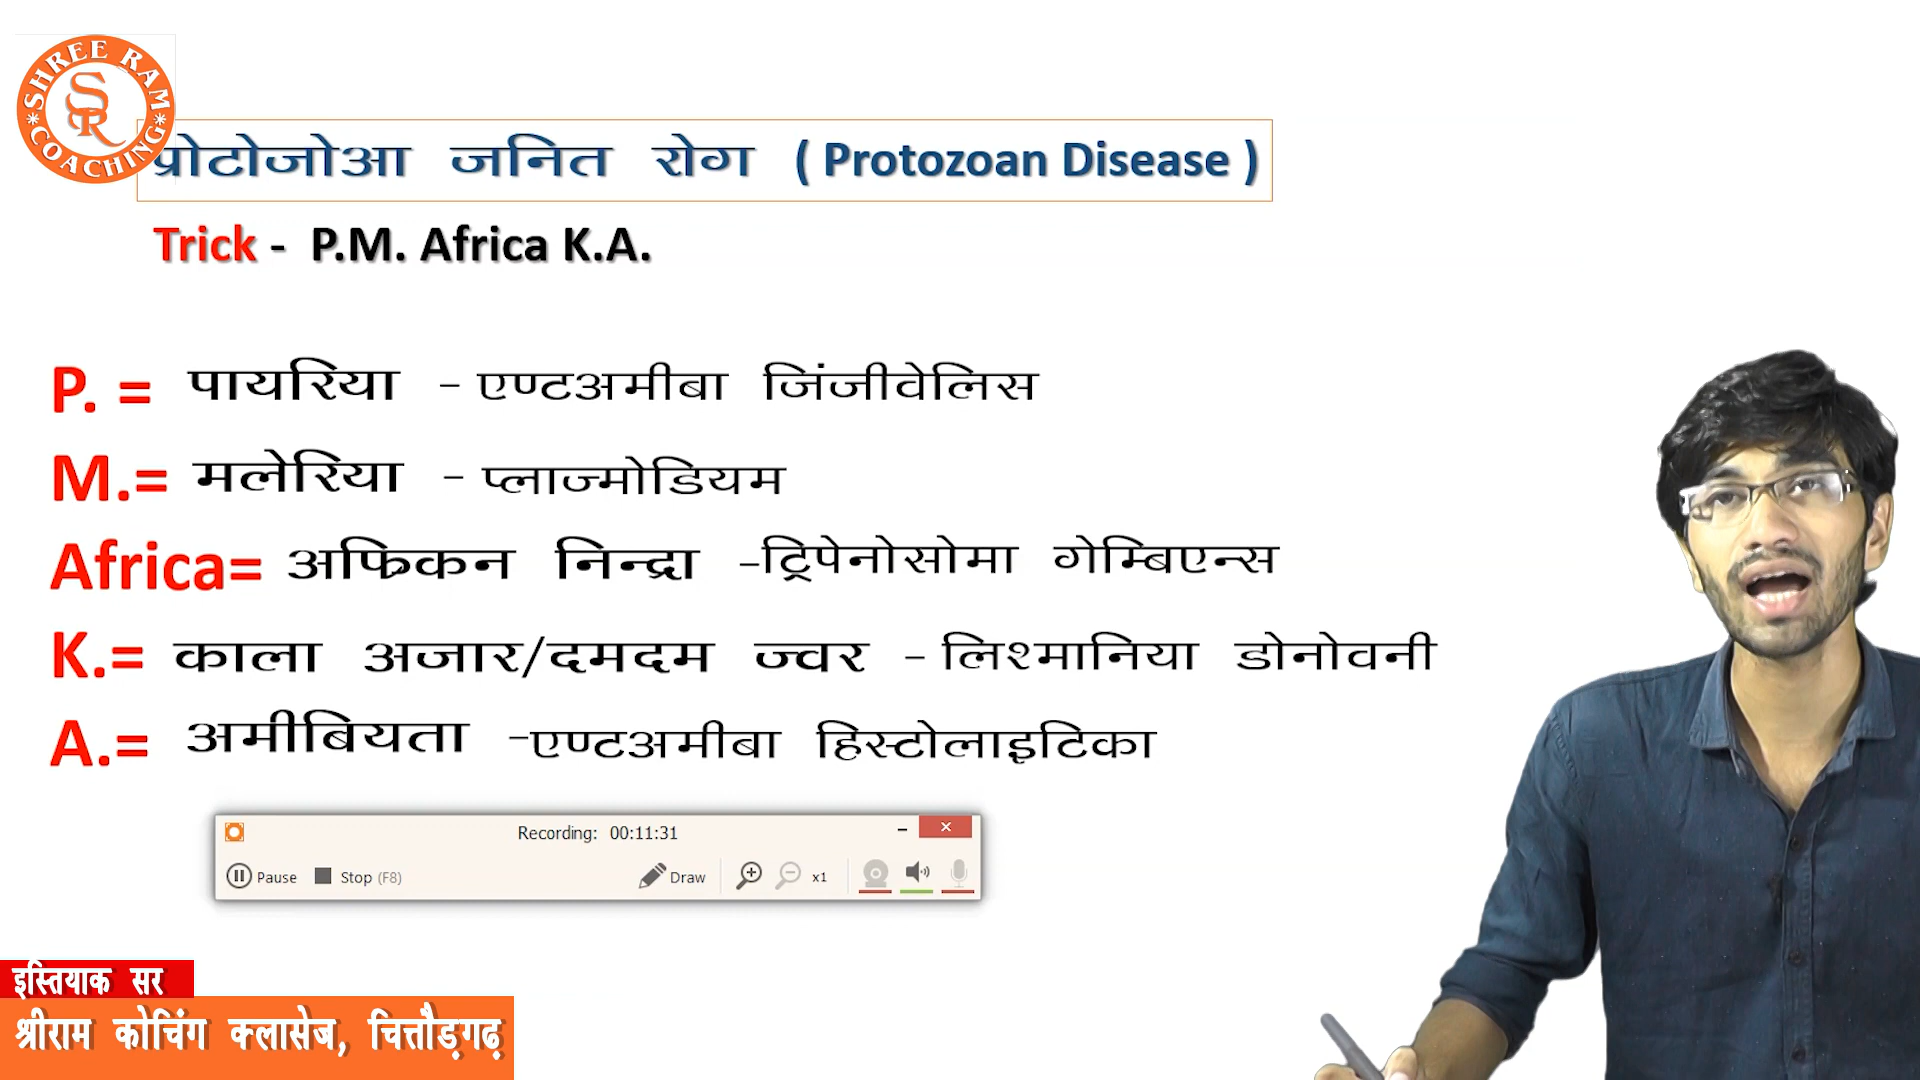 SHREE RAM COACHING
SR
प्रोटोजोआ जनित रोग ( Protozoan Disease )
Trick - P.M. Africa K.A.
P. = पायरिया - एण्टअमीबा जिंजीवेलिस
M.= मलेरिया - प्लाज्मोडियम
Africa= अफ्रिकन निन्द्रा -ट्रिपेनोसोमा गेम्बिएन्स
K.= काला अजार/दमदम ज्वर - लिश्मानिया डोनोवनी
A.= अमीबियता -एण्टअमीबा हिस्टोलाइटिका
Recording: 00:11:31
Pause Stop (F8) Draw x1
इस्तियाक सर
श्रीराम कोचिंग क्लासेज, चित्तौड़गढ़